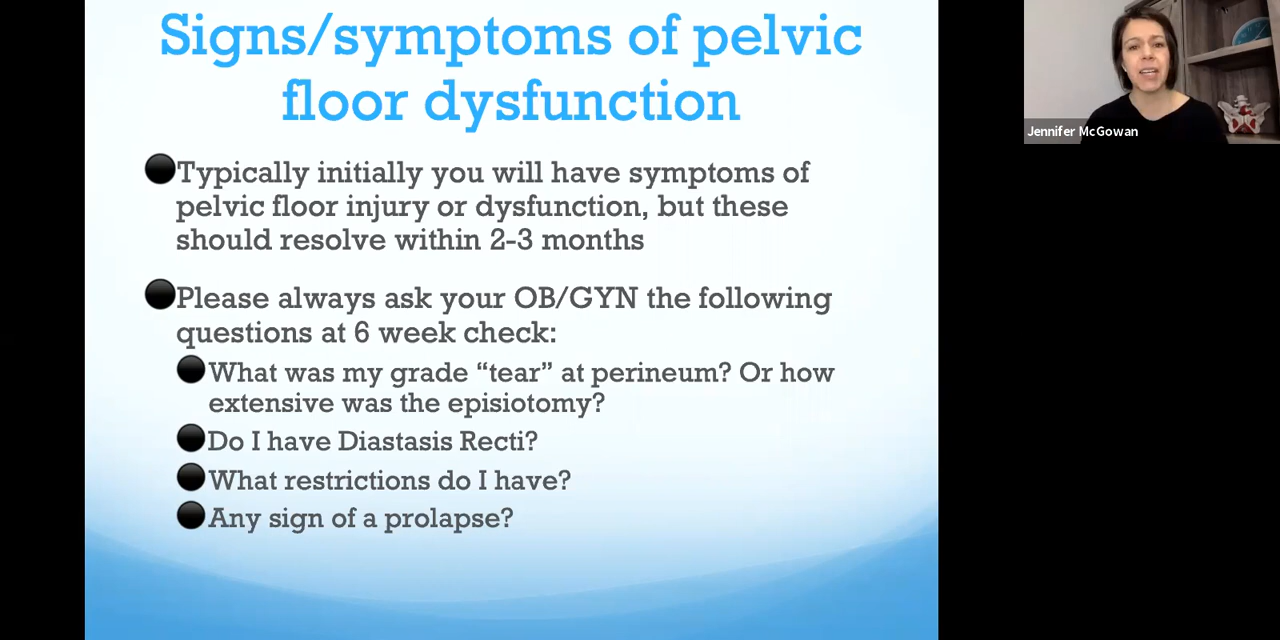 Signs/symptoms of pelvic
floor dysfunction
Typically initially you will have symptoms of
pelvic floor injury or dysfunction, but these
should resolve within 2-3 months
Please always ask your OB/GYN the following
questions at 6 week check:
What was my grade “tear” at perineum? Or how
extensive was the episiotomy?
Do I have Diastasis Recti?
What restrictions do I have?
Any sign of a prolapse?
Jennifer McGowan